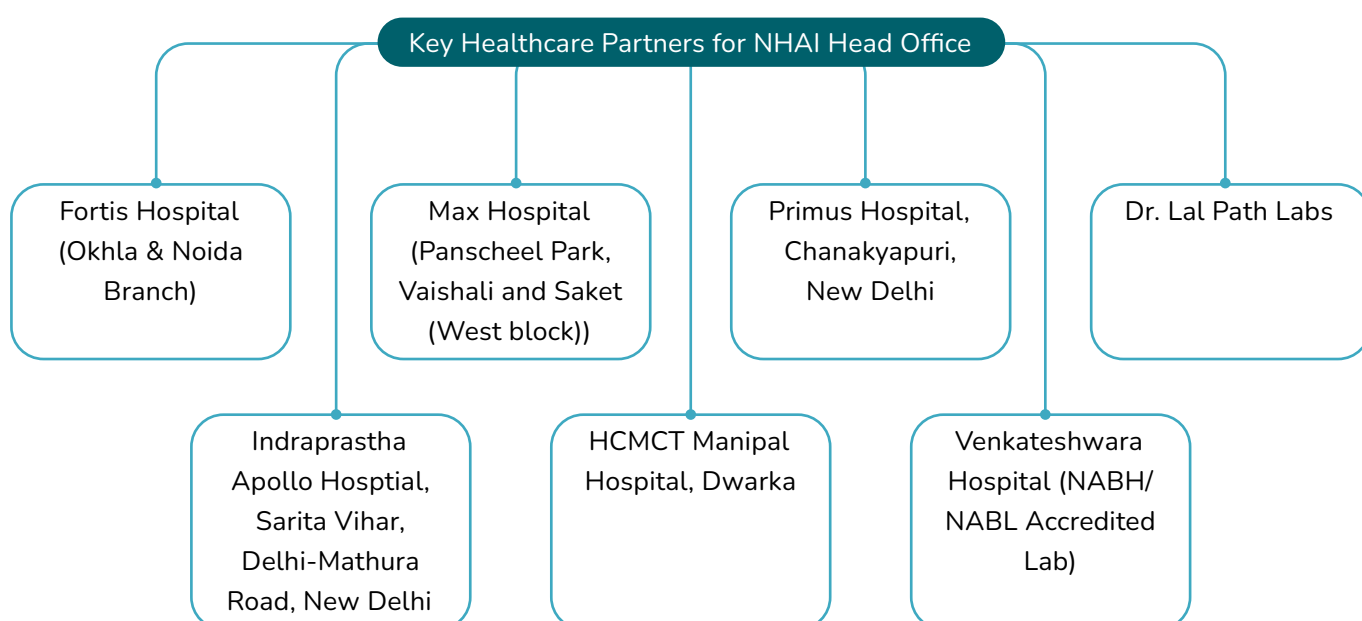 Key Healthcare Partners for NHAI Head Office
Fortis Hospital
(Okhla & Noida
Branch)
Max Hospital
(Panscheel Park,
Vaishali and Saket
(West block))
Primus Hospital,
Chanakyapuri,
New Delhi
Dr. Lal Path Labs
Indraprastha
Apollo Hosptial,
Sarita Vihar,
Delhi-Mathura
Road, New Delhi
HCMCT Manipal
Hospital, Dwarka
Venkateshwara
Hospital (NABH/
NABL Accredited
Lab)